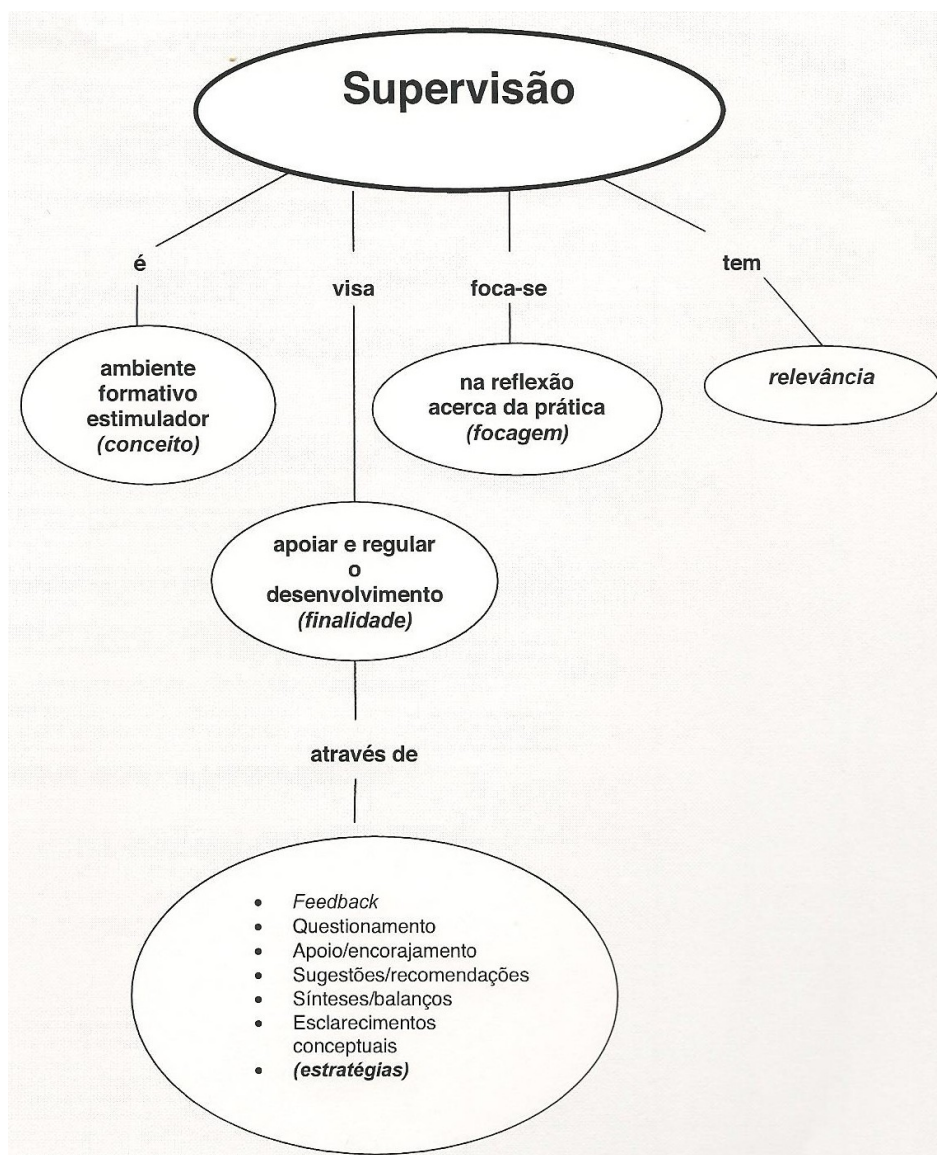 Supervisão
é
visa
foca-se
tem
ambiente
formativo
estimulador
(conceito)
na reflexão
acerca da prática
(focagem)
relevância
apoiar e regular
o
desenvolvimento
(finalidade)
através de
• Feedback
• Questionamento
• Apoio/encorajamento
• Sugestões/recomendações
• Sínteses/balanços
• Esclarecimentos
conceptuais
• (estratégias)